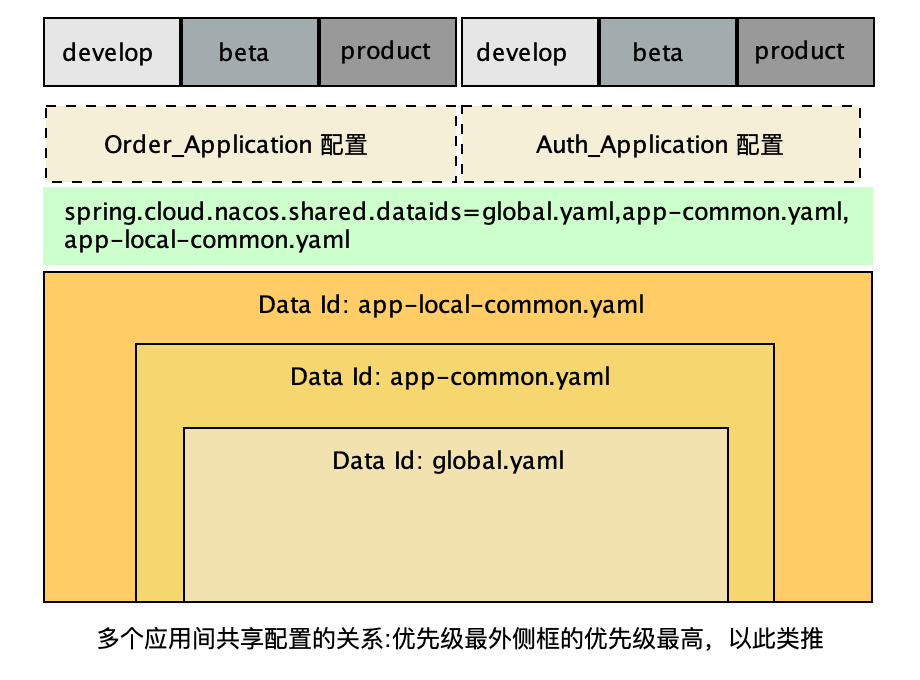 develop beta product develop beta product
Order_Application 配置 Auth_Application 配置
spring.cloud.nacos.shared.dataids=global.yaml,app-common.yaml,
app-local-common.yaml
Data Id: app-local-common.yaml
Data Id: app-common.yaml
Data Id: global.yaml
多个应用间共享配置的关系:优先级最外侧框的优先级最高，以此类推